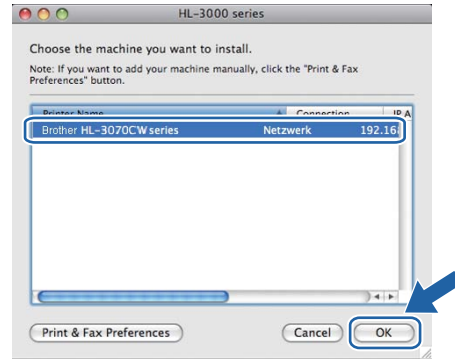 HL-3000 series
Choose the machine you want to install.
Note: If you want to add your machine manually, click the "Print & Fax
Preferences" button.
Printer Name Connection IP A
Brother HL-3070CW series Netzwerk 192.16
Print & Fax Preferences Cancel OK